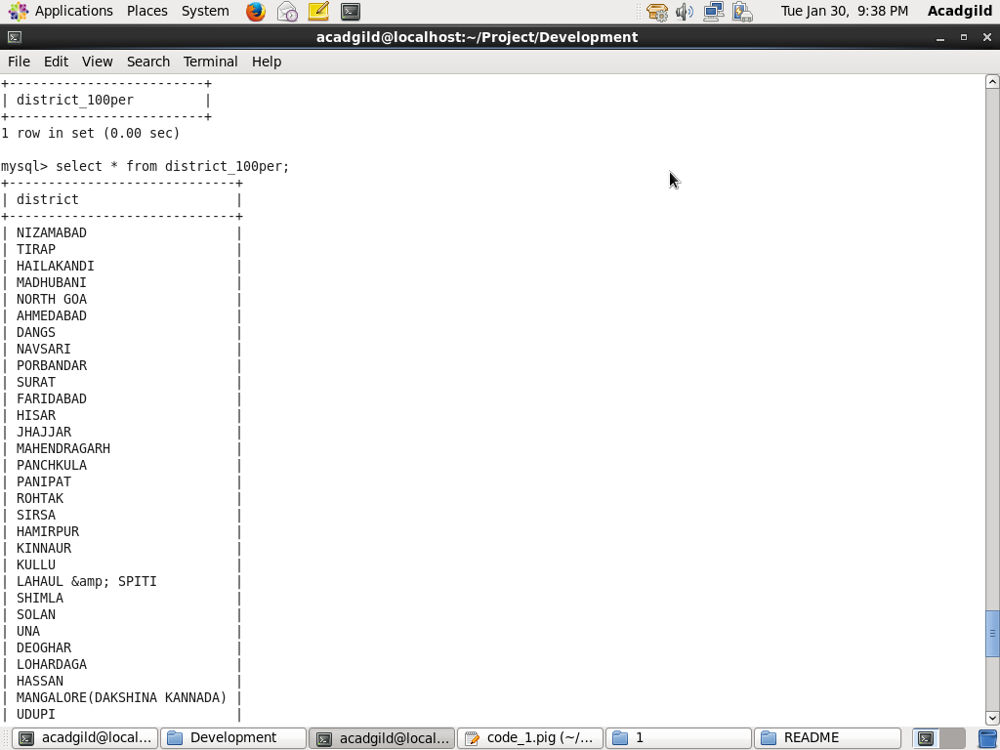 Applications Places System Tue Jan 30, 9:38 PM Acadgild
acadgild@localhost:~/Project/Development
File Edit View Search Terminal Help
+-------------------------+
| district_100per         |
+-------------------------+
1 row in set (0.00 sec)
mysql> select * from district_100per;
+-----------------------------+
| district                    |
+-----------------------------+
| NIZAMABAD                   |
| TIRAP                       |
| HAILAKANDI                  |
| MADHUBANI                   |
| NORTH GOA                   |
| AHMEDABAD                   |
| DANGS                       |
| NAVSARI                     |
| PORBANDAR                   |
| SURAT                       |
| FARIDABAD                   |
| HISAR                       |
| JHAJJAR                     |
| MAHENDRAGARH                |
| PANCHKULA                   |
| PANIPAT                     |
| ROHTAK                      |
| SIRSA                       |
| HAMIRPUR                    |
| KINNAUR                     |
| KULLU                       |
| LAHAUL &amp; SPITI          |
| SHIMLA                      |
| SOLAN                       |
| UNA                         |
| DEOGHAR                     |
| LOHARDAGA                   |
| HASSAN                      |
| MANGALORE(DAKSHINA KANNADA) |
| UDUPI                       |
acadgild@local... Development acadgild@local... code_1.pig (~/... 1 README